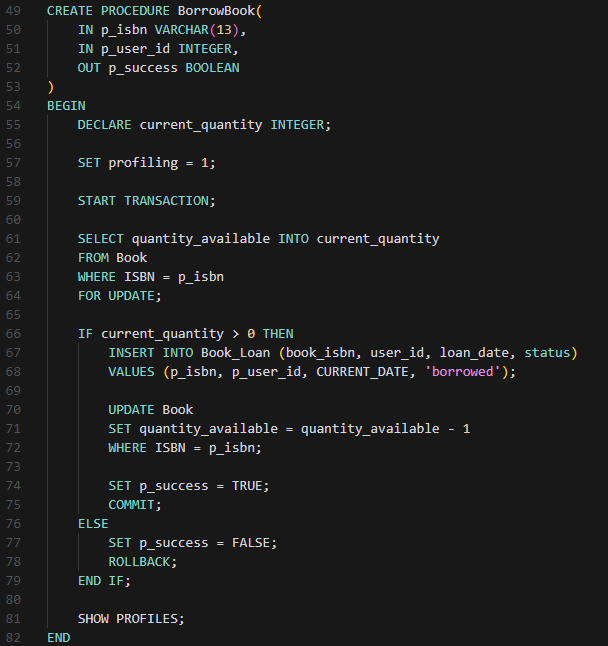 49 CREATE PROCEDURE BorrowBook(
50     IN p_isbn VARCHAR(13),
51     IN p_user_id INTEGER,
52     OUT p_success BOOLEAN
53 )
54 BEGIN
55     DECLARE current_quantity INTEGER;
56
57     SET profiling = 1;
58
59     START TRANSACTION;
60
61     SELECT quantity_available INTO current_quantity
62     FROM Book
63     WHERE ISBN = p_isbn
64     FOR UPDATE;
65
66     IF current_quantity > 0 THEN
67         INSERT INTO Book_Loan (book_isbn, user_id, loan_date, status)
68         VALUES (p_isbn, p_user_id, CURRENT_DATE, 'borrowed');
69
70         UPDATE Book
71         SET quantity_available = quantity_available - 1
72         WHERE ISBN = p_isbn;
73
74         SET p_success = TRUE;
75         COMMIT;
76     ELSE
77         SET p_success = FALSE;
78         ROLLBACK;
79     END IF;
80
81     SHOW PROFILES;
82 END